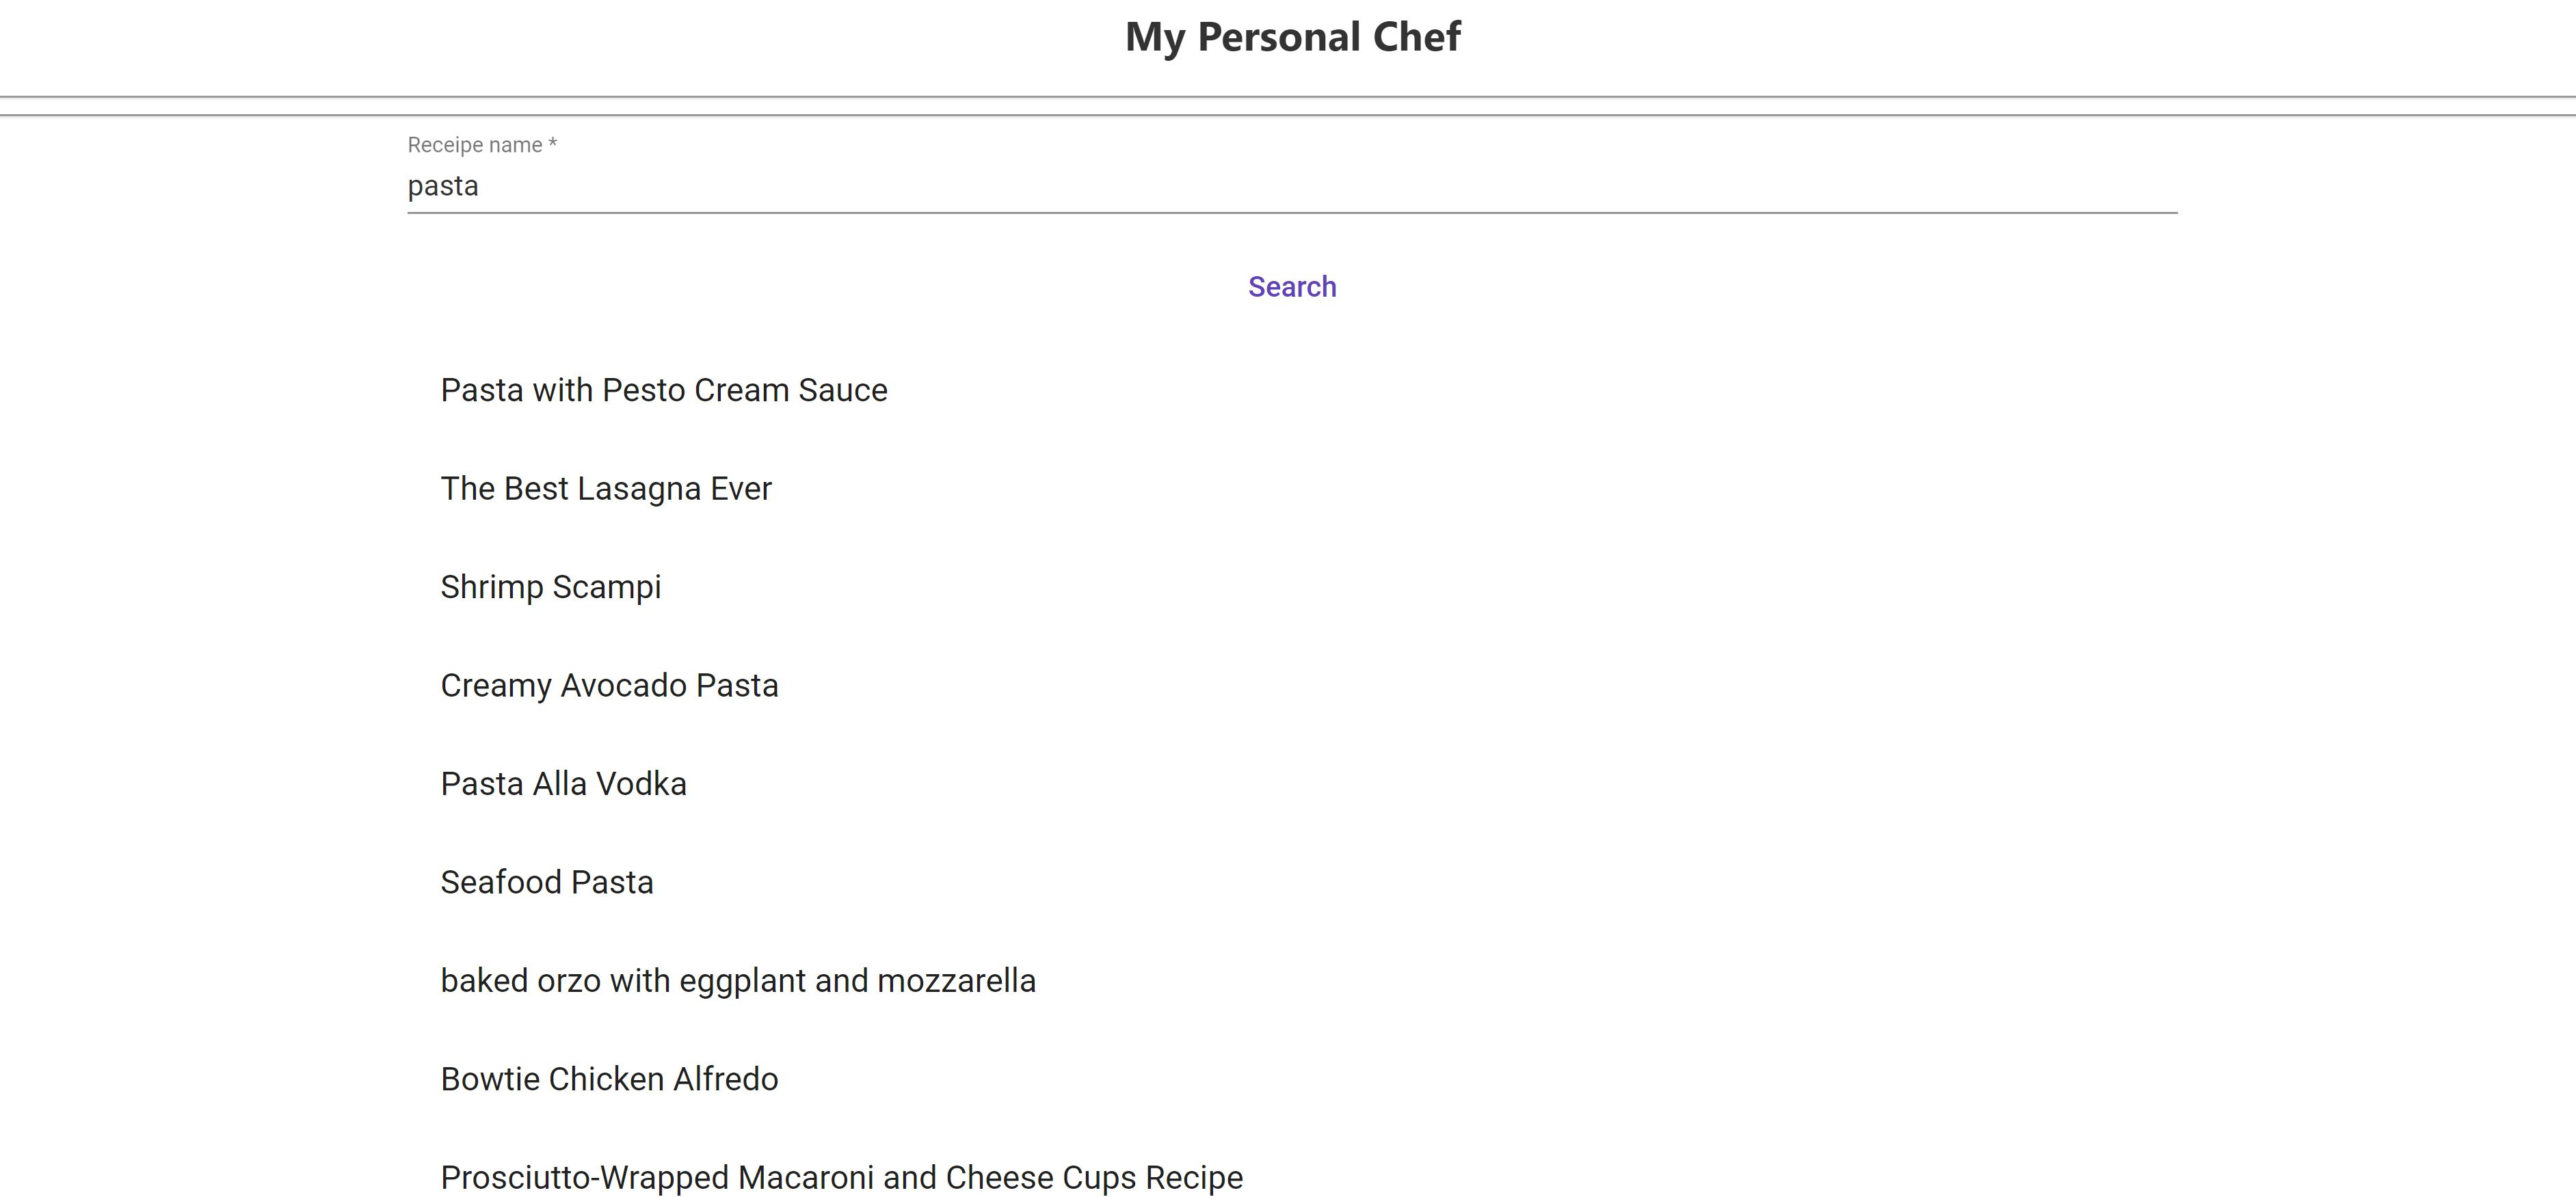 My Personal Chef
Receipe name *
pasta
Search
Pasta with Pesto Cream Sauce
The Best Lasagna Ever
Shrimp Scampi
Creamy Avocado Pasta
Pasta Alla Vodka
Seafood Pasta
baked orzo with eggplant and mozzarella
Bowtie Chicken Alfredo
Prosciutto-Wrapped Macaroni and Cheese Cups Recipe